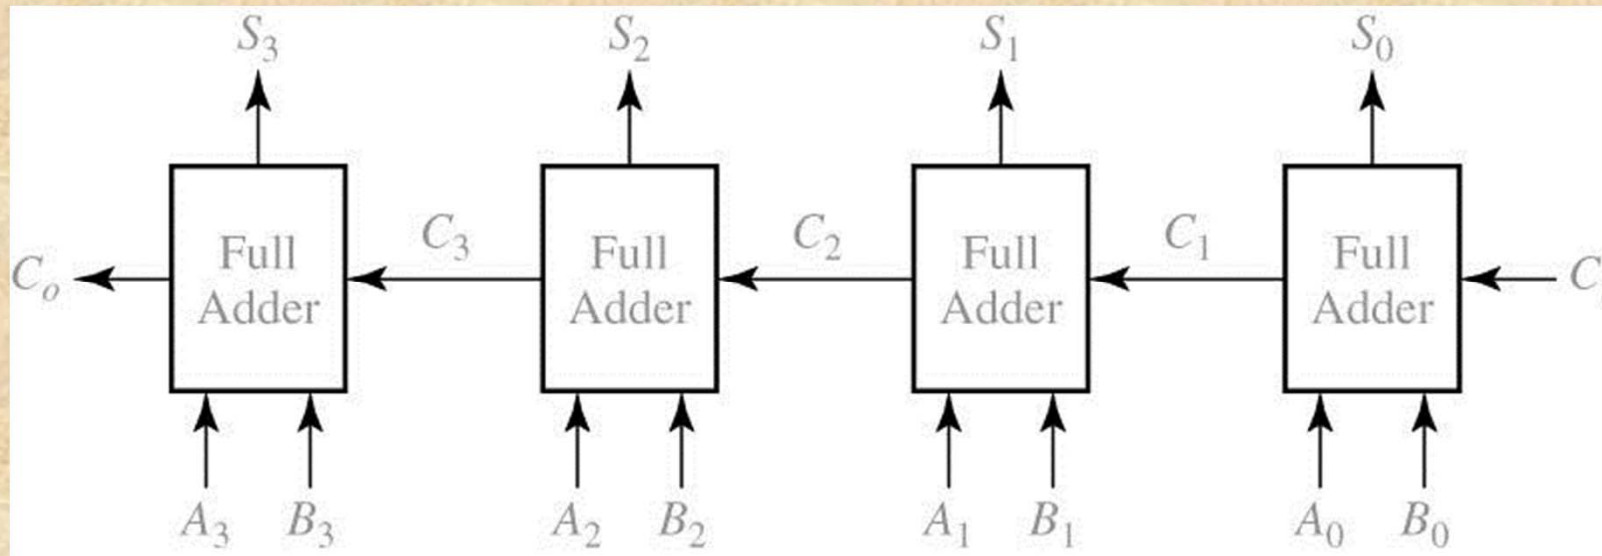 S₃ S₂ S₁ S₀
C₃ C₂ C₁
Full Full Full Full
Cₒ C
Adder Adder Adder Adder
A₃ B₃ A₂ B₂ A₁ B₁ A₀ B₀